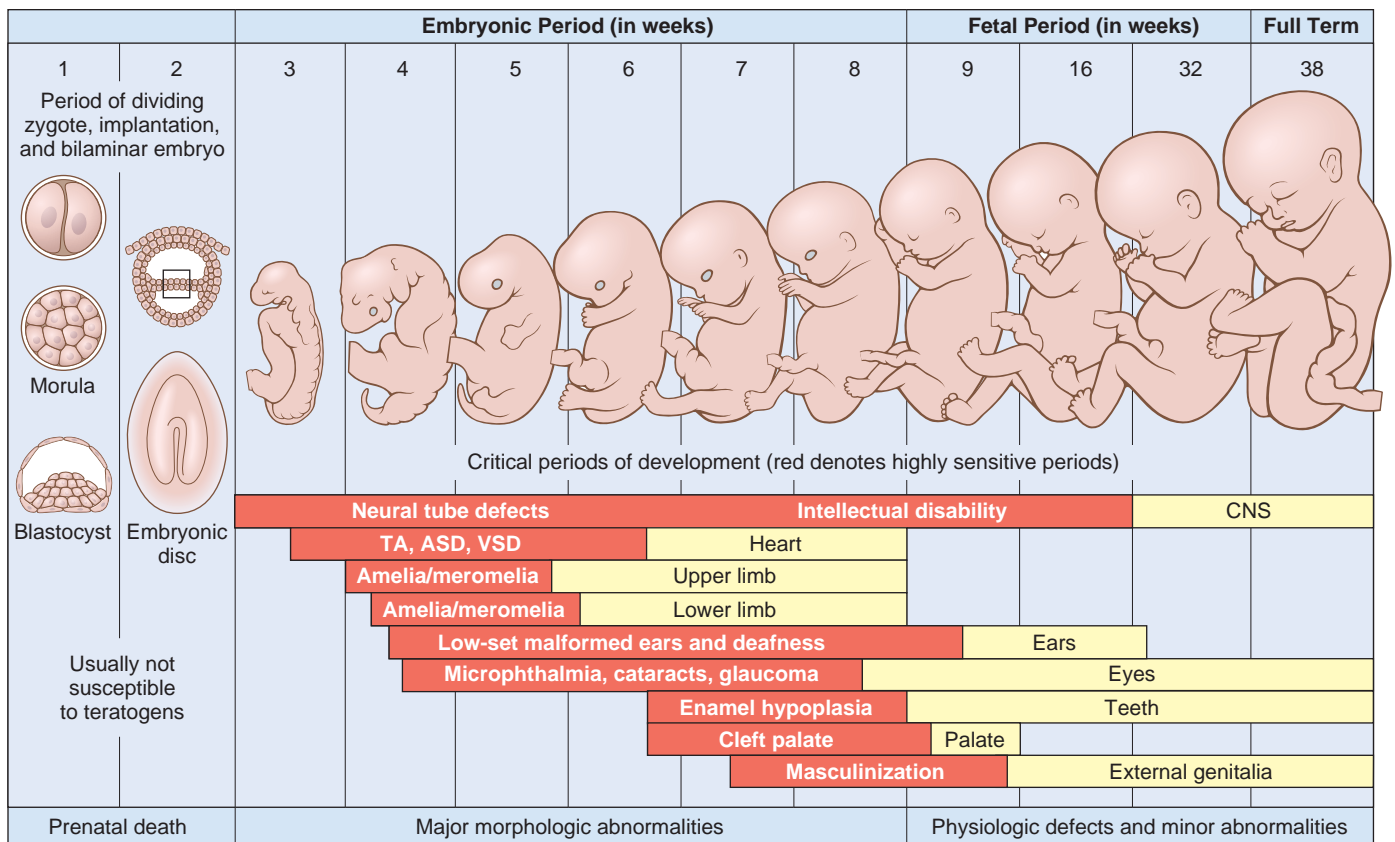 Embryonic Period (in weeks) Fetal Period (in weeks) Full Term
1 2 3 4 5 6 7 8 9 16 32 38
Period of dividing
zygote, implantation,
and bilaminar embryo
Morula
Blastocyst
Embryonic
disc
Usually not
susceptible
to teratogens
Critical periods of development (red denotes highly sensitive periods)
Neural tube defects Intellectual disability CNS
TA, ASD, VSD Heart
Amelia/meromelia Upper limb
Amelia/meromelia Lower limb
Low-set malformed ears and deafness Ears
Microphthalmia, cataracts, glaucoma Eyes
Enamel hypoplasia Teeth
Cleft palate Palate
Masculinization External genitalia
Prenatal death Major morphologic abnormalities Physiologic defects and minor abnormalities